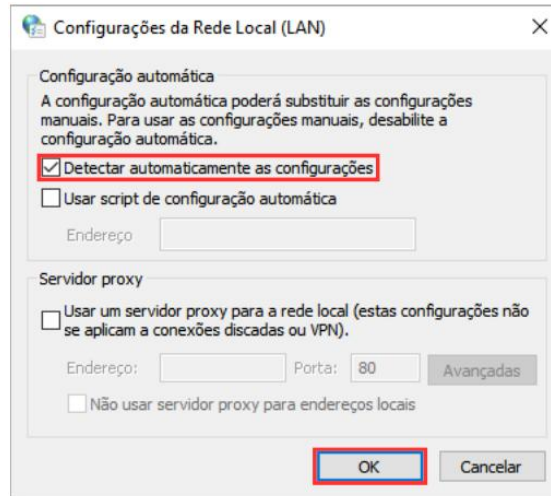 Configurações da Rede Local (LAN)
Configuração automática
A configuração automática poderá substituir as configurações
manuais. Para usar as configurações manuais, desabilite a
configuração automática.
Detectar automaticamente as configurações
Usar script de configuração automática
Endereço
Servidor proxy
Usar um servidor proxy para a rede local (estas configurações não
se aplicam a conexões discadas ou VPN).
Endereço: Porta: 80 Avançadas
Não usar servidor proxy para endereços locais
OK Cancelar